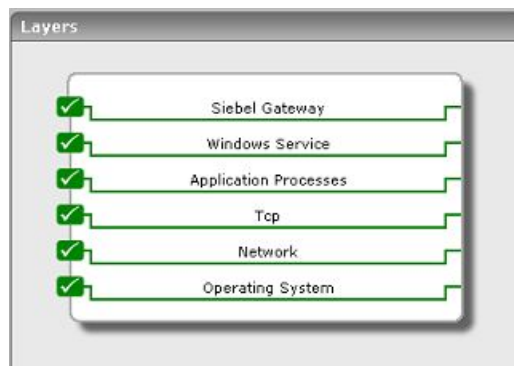 Layers
Siebel Gateway
Windows Service
Application Processes
Tcp
Network
Operating System